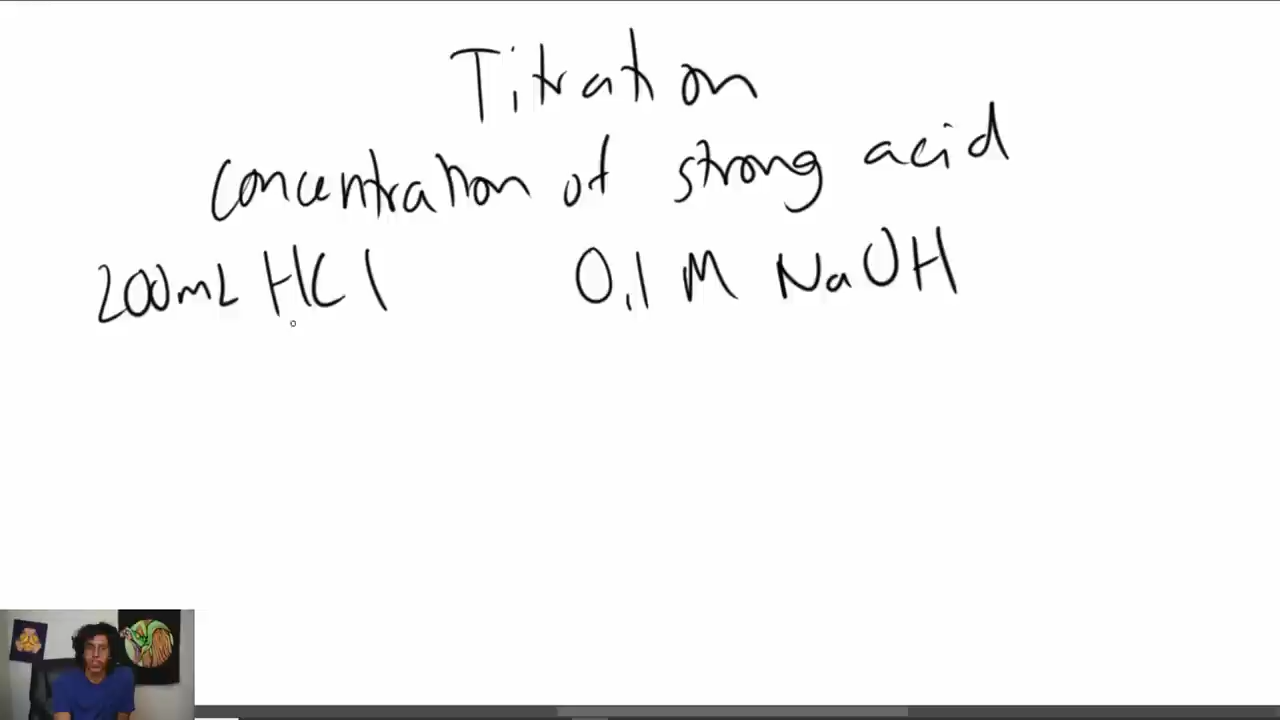 Titration
concentration of strong acid
200mL HCl 0.1 M NaOH